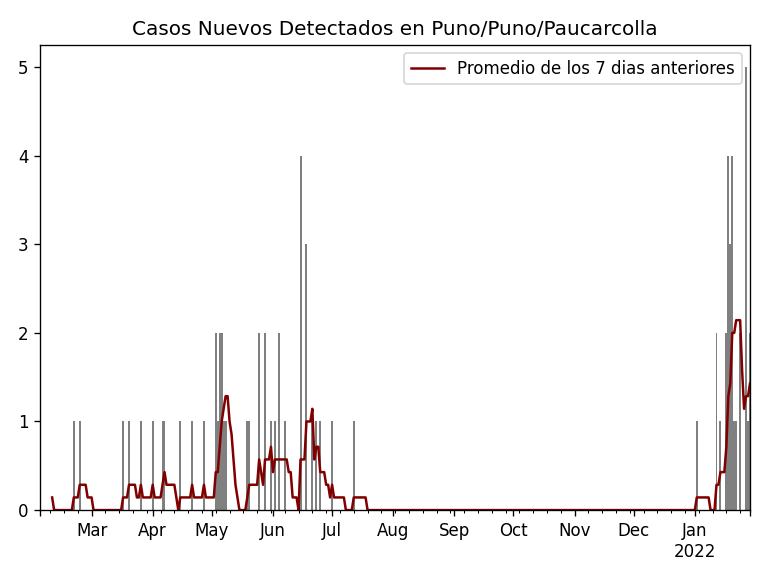 Casos Nuevos Detectados en Puno/Puno/Paucarcolla
Promedio de los 7 dias anteriores
5
4
3
2
1
0
Mar Apr May Jun Jul Aug Sep Oct Nov Dec Jan
2022